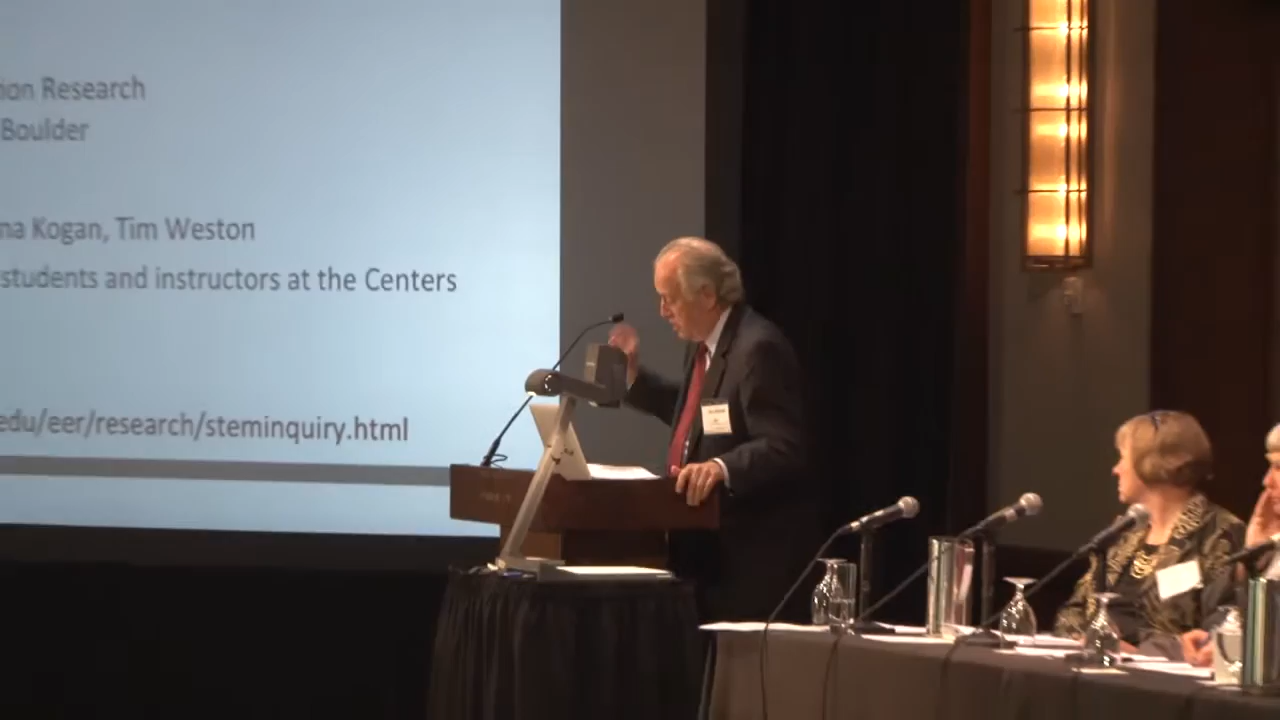 ion Research
Boulder
na Kogan, Tim Weston
students and instructors at the Centers
edu/eer/research/steminquiry.html